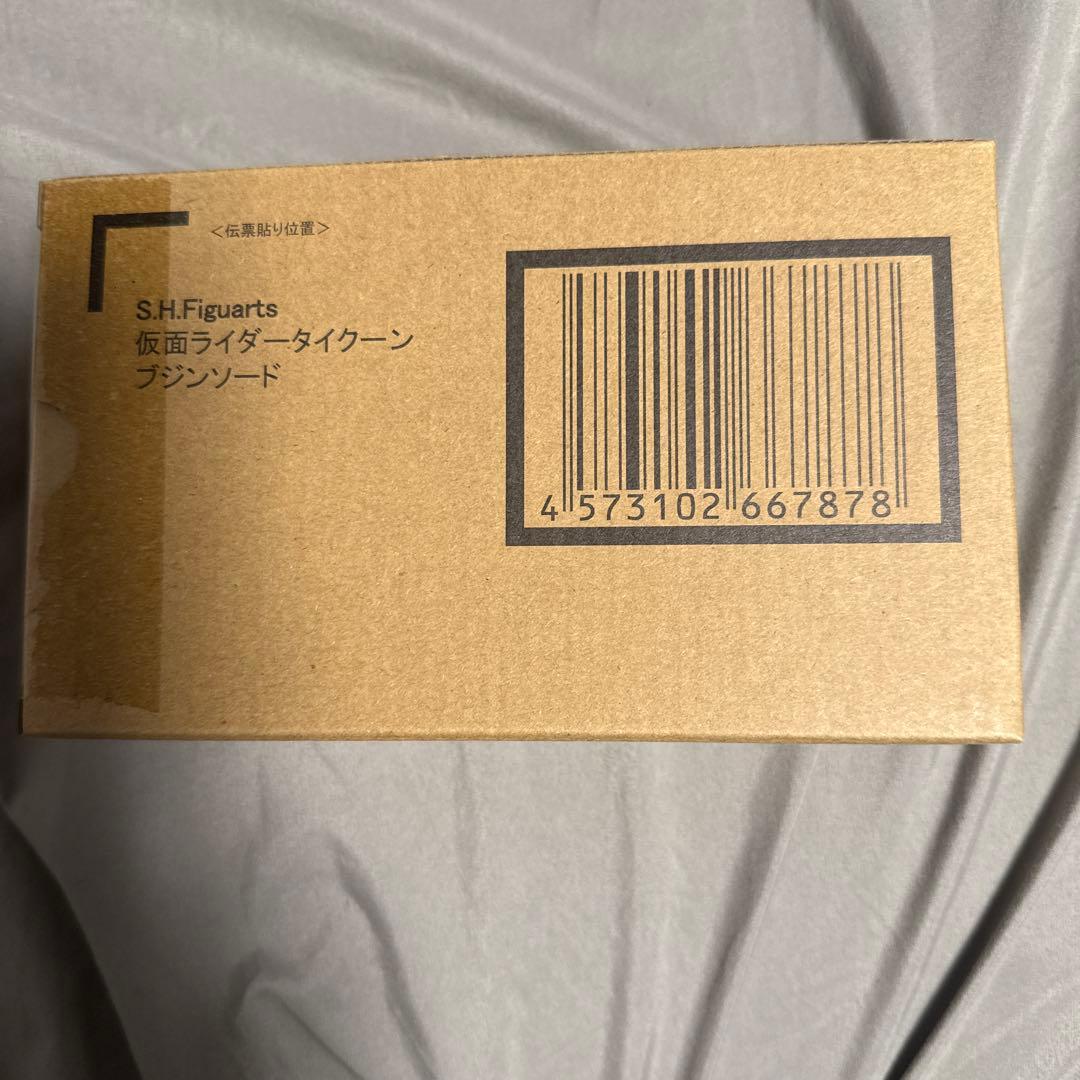 ＜伝票貼り位置＞
S.H.Figuarts
仮面ライダータイクーン
ブジンソード
4 573102 667878